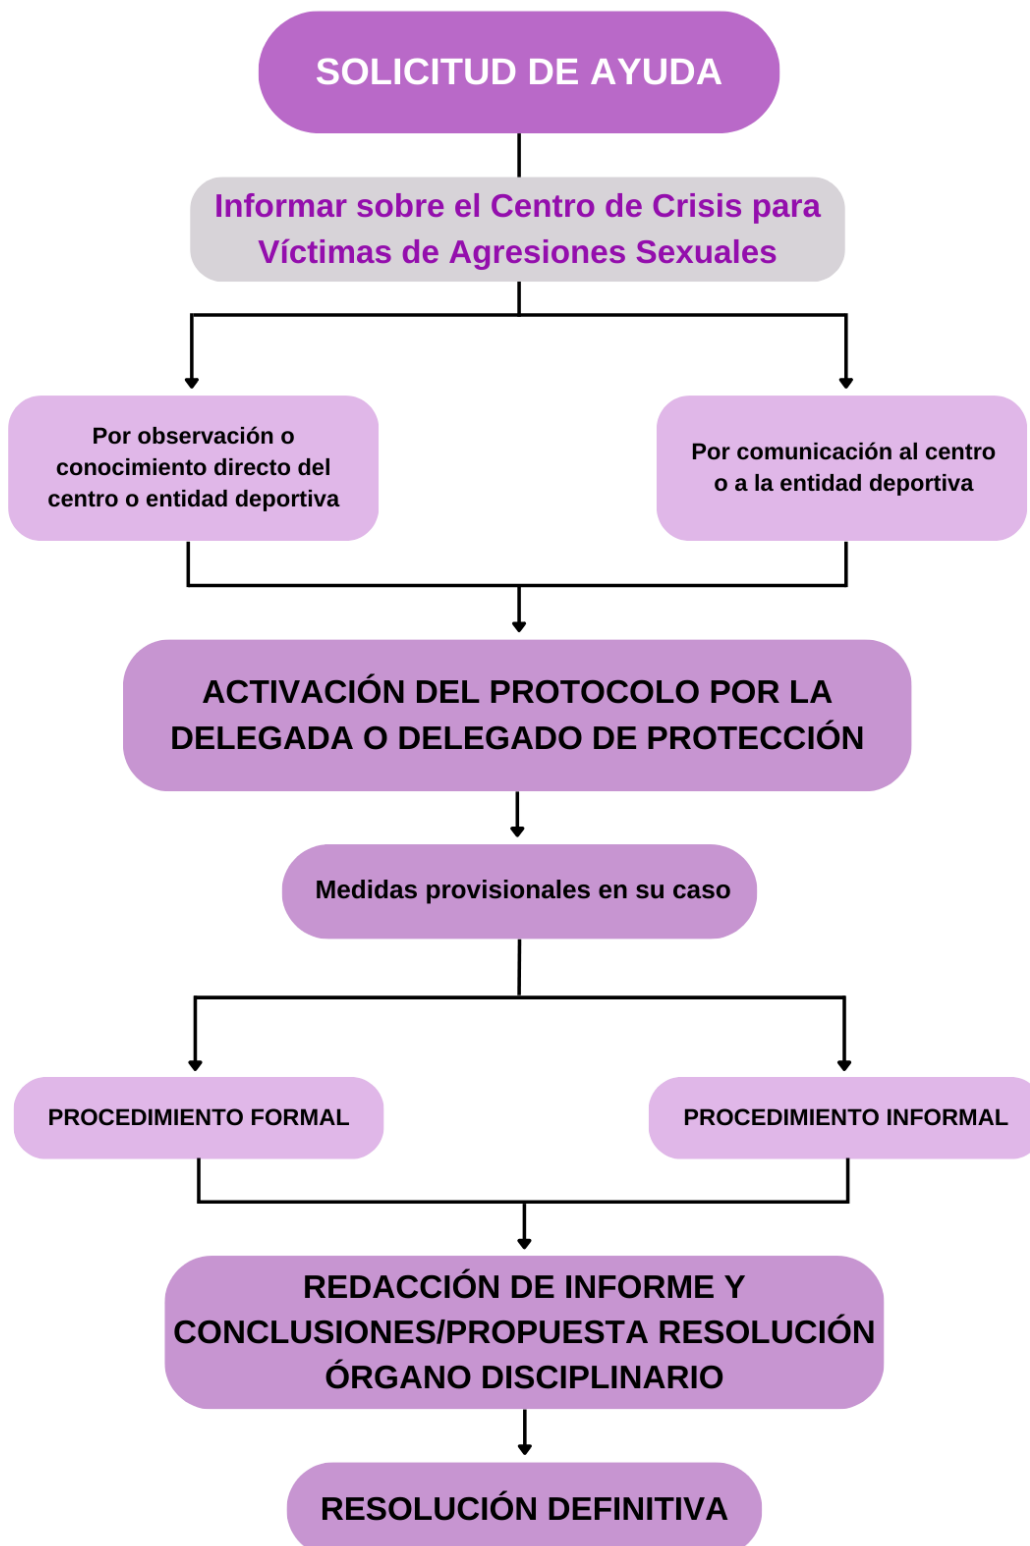 SOLICITUD DE AYUDA
Informar sobre el Centro de Crisis para
Víctimas de Agresiones Sexuales
Por observación o
conocimiento directo del
centro o entidad deportiva
Por comunicación al centro
o a la entidad deportiva
ACTIVACIÓN DEL PROTOCOLO POR LA
DELEGADA O DELEGADO DE PROTECCIÓN
Medidas provisionales en su caso
PROCEDIMIENTO FORMAL
PROCEDIMIENTO INFORMAL
REDACCIÓN DE INFORME Y
CONCLUSIONES/PROPUESTA RESOLUCIÓN
ÓRGANO DISCIPLINARIO
RESOLUCIÓN DEFINITIVA